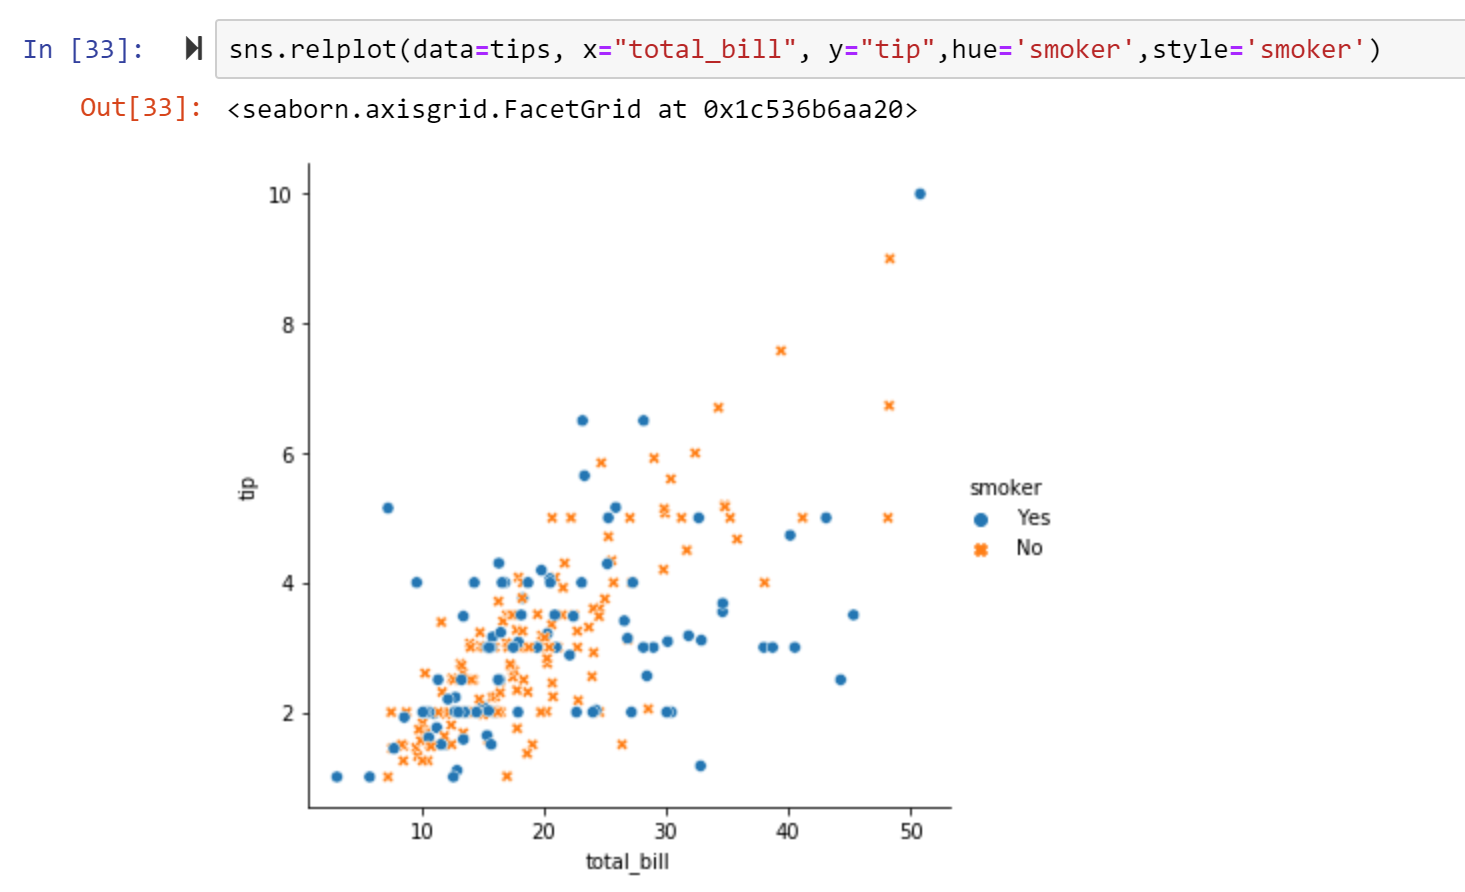 In [33]: sns.relplot(data=tips, x="total_bill", y="tip",hue='smoker',style='smoker')
Out[33]: <seaborn.axisgrid.FacetGrid at 0x1c536b6aa20>
10
8
6
4
2
tip
smoker
Yes
No
10 20 30 40 50
total_bill